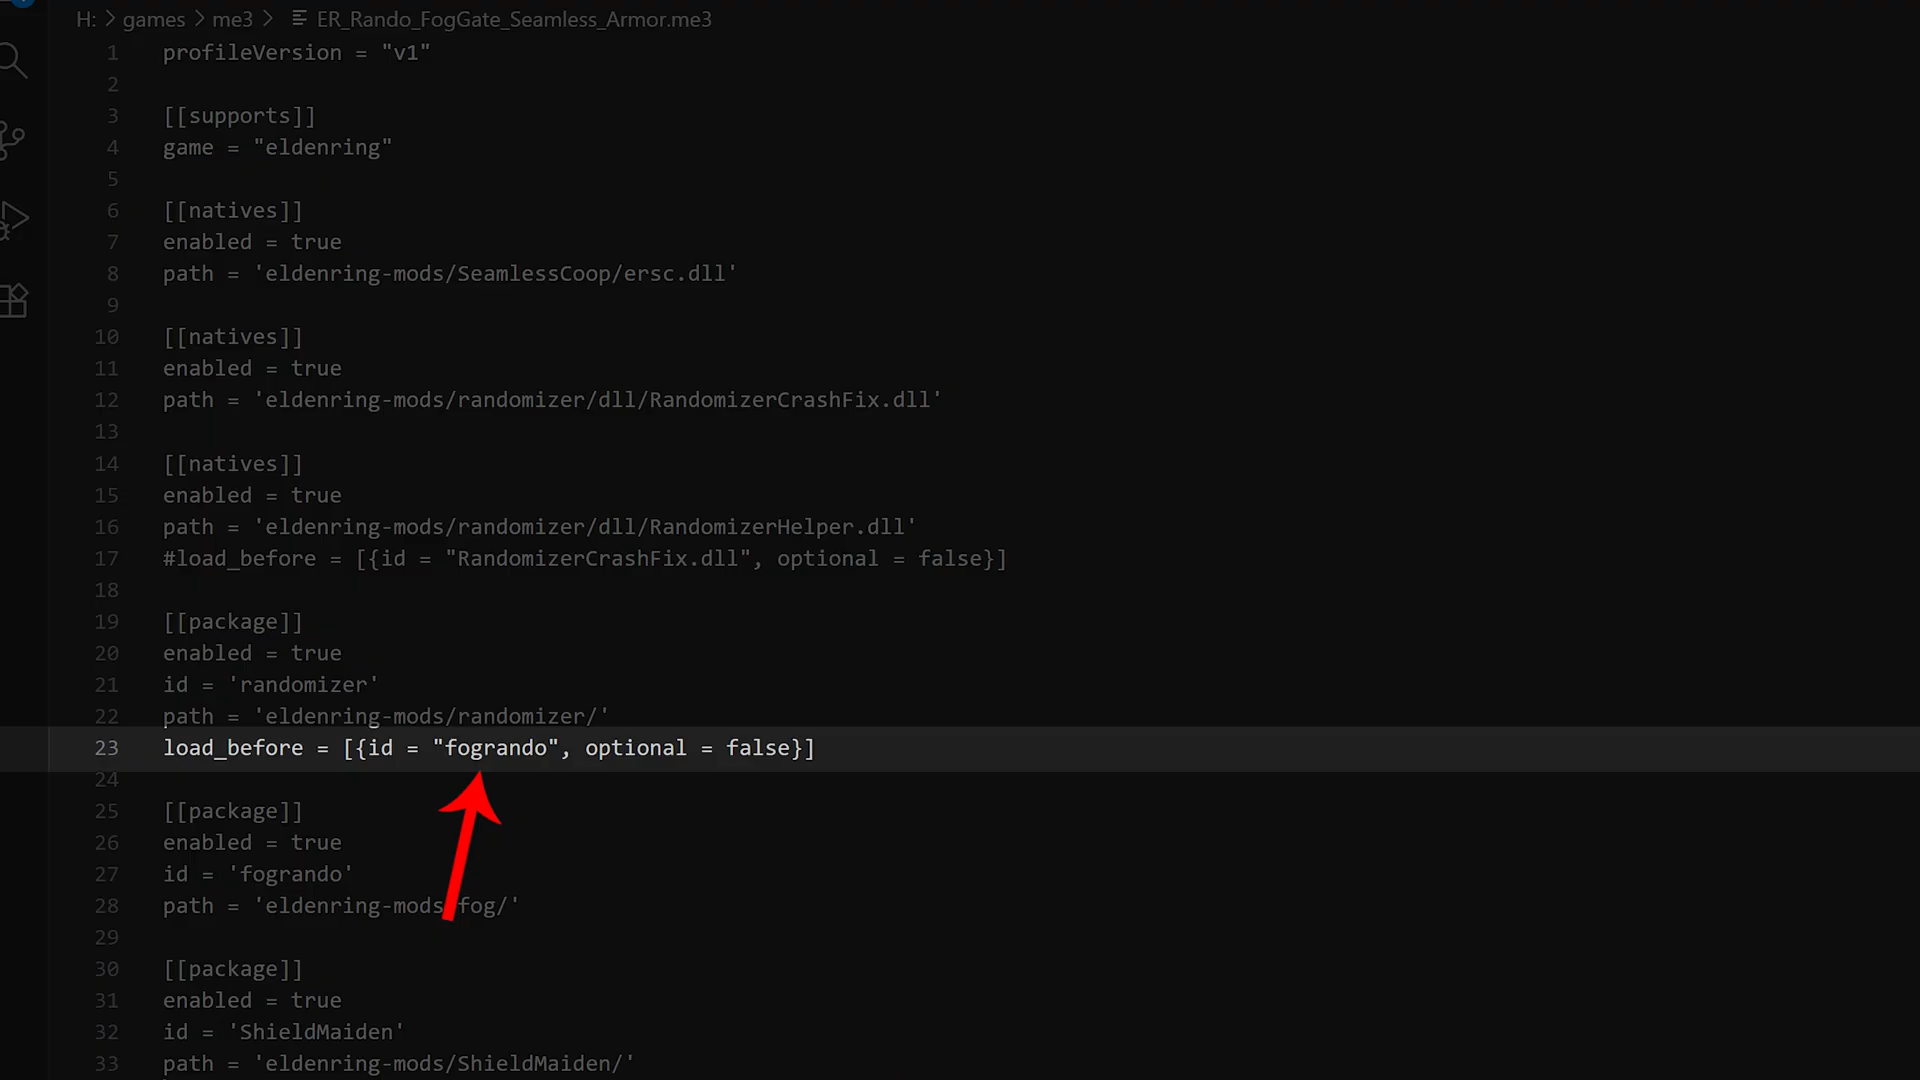 H: > games > me3 > ER_Rando_FogGate_Seamless_Armor.me3
1 profileVersion = "v1"
2
3 [[supports]]
4 game = "eldenring"
5
6 [[natives]]
7 enabled = true
8 path = 'eldenring-mods/SeamlessCoop/ersc.dll'
9
10 [[natives]]
11 enabled = true
12 path = 'eldenring-mods/randomizer/dll/RandomizerCrashFix.dll'
13
14 [[natives]]
15 enabled = true
16 path = 'eldenring-mods/randomizer/dll/RandomizerHelper.dll'
17 #load_before = [{id = "RandomizerCrashFix.dll", optional = false}]
18
19 [[package]]
20 enabled = true
21 id = 'randomizer'
22 path = 'eldenring-mods/randomizer/'
23 load_before = [{id = "fogrando", optional = false}]
24
25 [[package]]
26 enabled = true
27 id = 'fogrando'
28 path = 'eldenring-mods/fog/'
29
30 [[package]]
31 enabled = true
32 id = 'ShieldMaiden'
33 path = 'eldenring-mods/ShieldMaiden/'